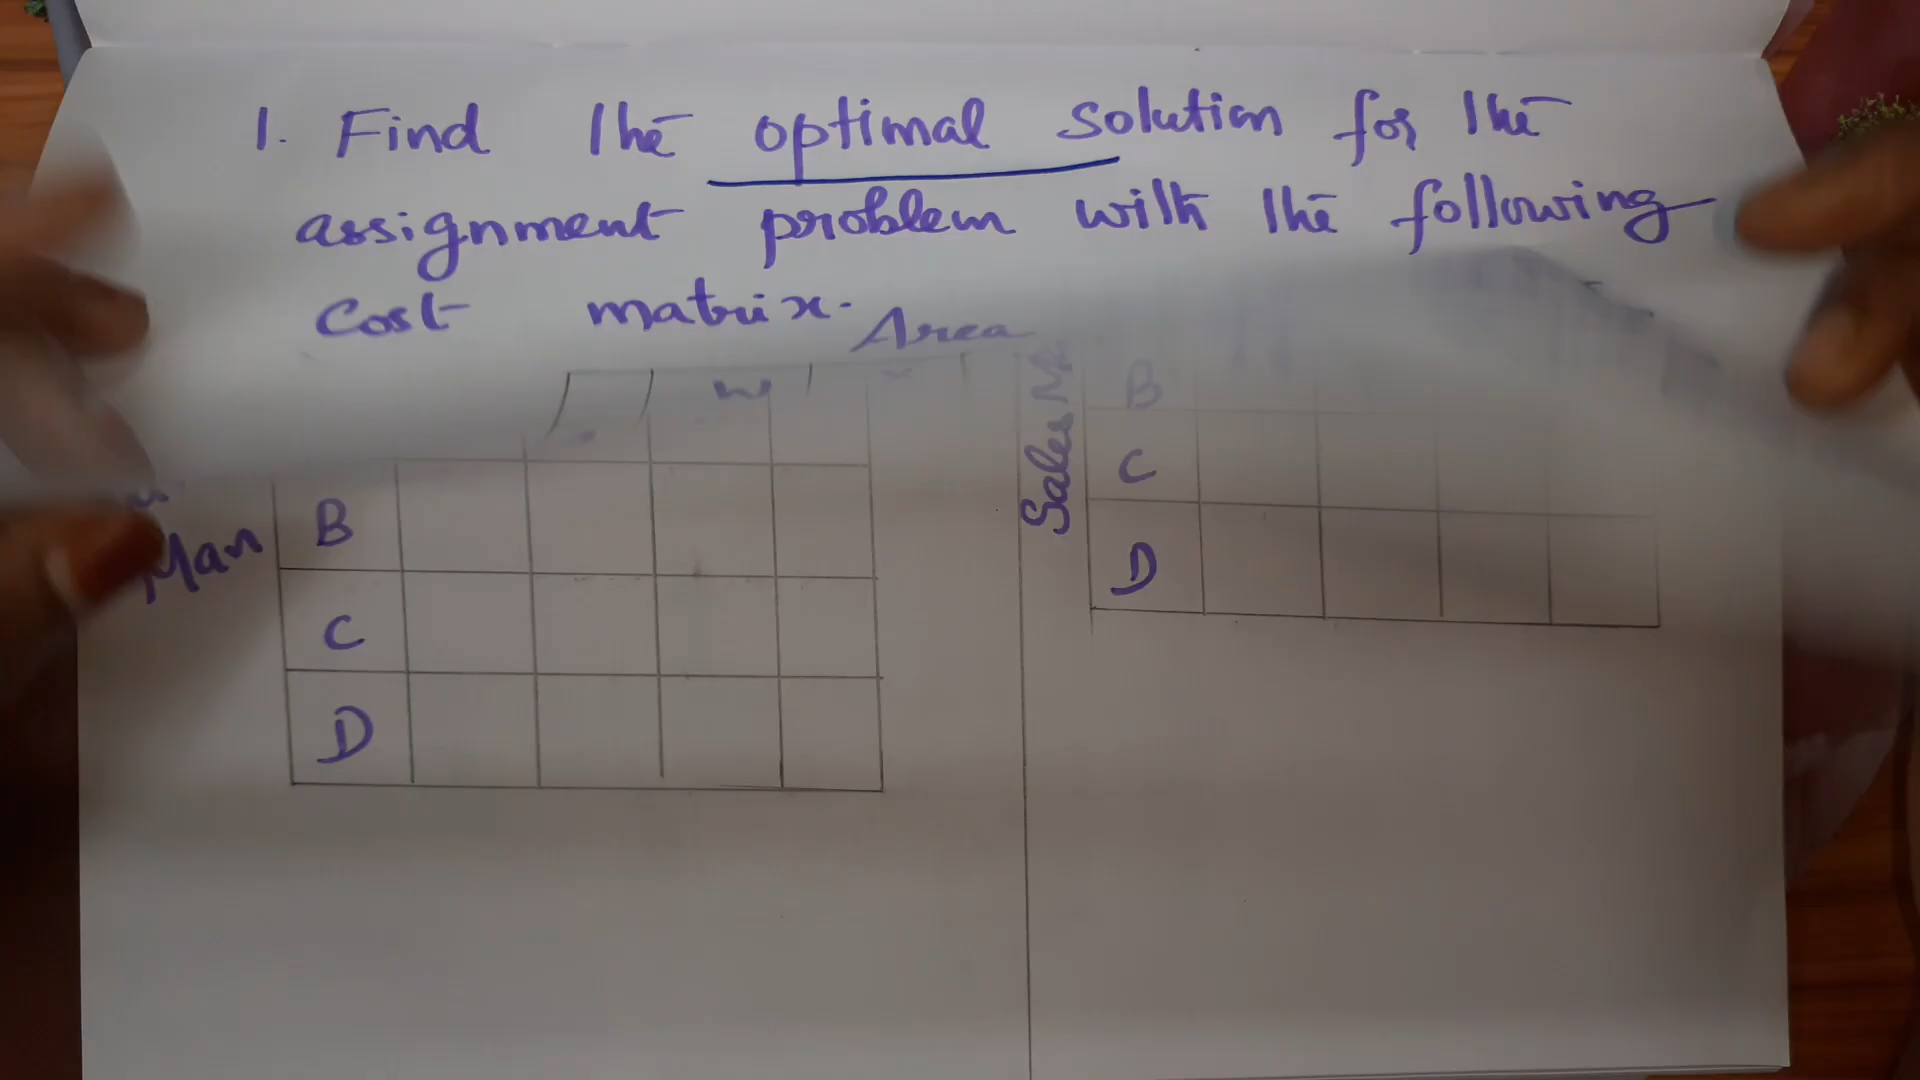 1. Find the optimal solution for the
assignment problem with the following
cost matrix. Area
W
Man
B
C
D
Sales
B
C
D